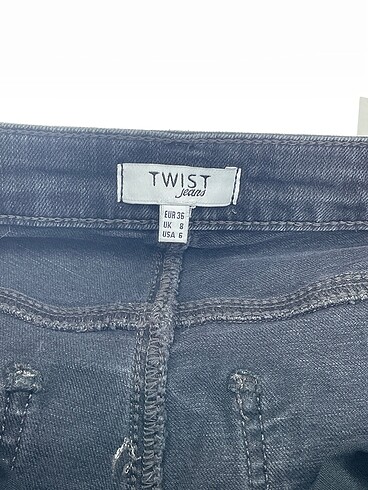 TWIST
Jeans
EUR 36
UK 8
USA 6